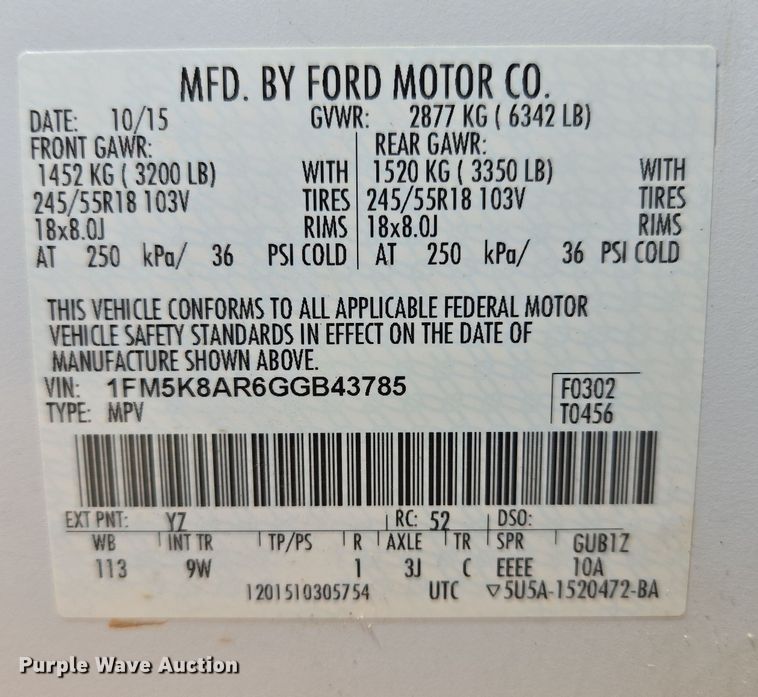 MFD. BY FORD MOTOR CO.
DATE: 10/15 GVWR: 2877 KG ( 6342 LB)
FRONT GAWR: REAR GAWR:
1452 KG ( 3200 LB) WITH 1520 KG ( 3350 LB) WITH
245/55R18 103V TIRES 245/55R18 103V TIRES
18x8.0J RIMS 18x8.0J RIMS
AT 250 kPa/ 36 PSI COLD AT 250 kPa/ 36 PSI COLD
THIS VEHICLE CONFORMS TO ALL APPLICABLE FEDERAL MOTOR
VEHICLE SAFETY STANDARDS IN EFFECT ON THE DATE OF
MANUFACTURE SHOWN ABOVE.
VIN: 1FM5K8AR6GGB43785 F0302
TYPE: MPV T0456
EXT PNT: YZ RC: 52 DSO:
WB INT TR TP/PS R AXLE TR SPR GUB1Z
113 9W 1 3J C EEEE 10A
1201510305754 UTC ▽5U5A-1520472-BA
Purple Wave Auction